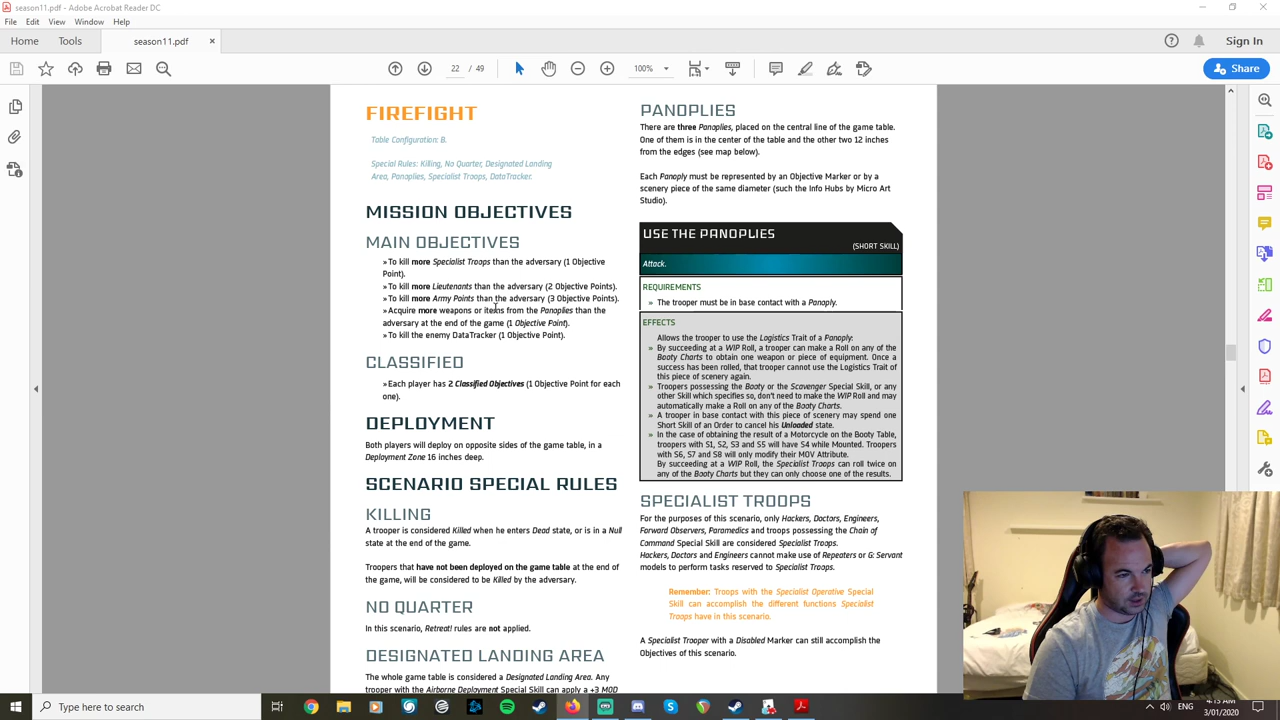 season11.pdf - Adobe Acrobat Reader DC
File Edit View Window Help
Home Tools season11.pdf × Sign In
22 / 49 100% Share
FIREFIGHT
Table Configuration: B.
Special Rules: Killing, No Quarter, Designated Landing
Area, Panoplies, Specialist Troops, DataTracker.
MISSION OBJECTIVES
MAIN OBJECTIVES
»To kill more Specialist Troops than the adversary (1 Objective
Point).
»To kill more Lieutenants than the adversary (2 Objective Points).
»To kill more Army Points than the adversary (3 Objective Points).
»Acquire more weapons or items from the Panoplies than the
adversary at the end of the game (1 Objective Point).
»To kill the enemy DataTracker (1 Objective Point).
CLASSIFIED
»Each player has 2 Classified Objectives (1 Objective Point for each
one).
DEPLOYMENT
Both players will deploy on opposite sides of the game table, in a
Deployment Zone 16 inches deep.
SCENARIO SPECIAL RULES
KILLING
A trooper is considered Killed when he enters Dead state, or is in a Null
state at the end of the game.
Troopers that have not been deployed on the game table at the end of
the game, will be considered to be Killed by the adversary.
NO QUARTER
In this scenario, Retreat! rules are not applied.
DESIGNATED LANDING AREA
The whole game table is considered a Designated Landing Area. Any
trooper with the Airborne Deployment Special Skill can apply a +3 MOD
PANOPLIES
There are three Panoplies, placed on the central line of the game table.
One of them is in the center of the table and the other two 12 inches
from the edges (see map below).
Each Panoply must be represented by an Objective Marker or by a
scenery piece of the same diameter (such the Info Hubs by Micro Art
Studio).
USE THE PANOPLIES
(SHORT SKILL)
Attack.
REQUIREMENTS
» The trooper must be in base contact with a Panoply.
EFFECTS
Allows the trooper to use the Logistics Trait of a Panoply:
» By succeeding at a WIP Roll, a trooper can make a Roll on any of the
Booty Charts to obtain one weapon or piece of equipment. Once a
success has been rolled, that trooper cannot use the Logistics Trait of
this piece of scenery again.
» Troopers possessing the Booty or the Scavenger Special Skill, or any
other Skill which specifies so, don't need to make the WIP Roll and may
automatically make a Roll on any of the Booty Charts.
» A trooper in base contact with this piece of scenery may spend one
Short Skill of an Order to cancel his Unloaded state.
» In the case of obtaining the result of a Motorcycle on the Booty Table,
troopers with S1, S2, S3 and S5 will have S4 while Mounted. Troopers
with S6, S7 and S8 will only modify their MOV Attribute.
By succeeding at a WIP Roll, the Specialist Troops can roll twice on
any of the Booty Charts but they can only choose one of the results.
SPECIALIST TROOPS
For the purposes of this scenario, only Hackers, Doctors, Engineers,
Forward Observers, Paramedics and troops possessing the Chain of
Command Special Skill are considered Specialist Troops.
Hackers, Doctors and Engineers cannot make use of Repeaters or G: Servant
models to perform tasks reserved to Specialist Troops.
Remember: Troops with the Specialist Operative Special
Skill can accomplish the different functions Specialist
Troops have in this scenario.
A Specialist Trooper with a Disabled Marker can still accomplish the
Objectives of this scenario.
Type here to search
ENG
4:13 AM
3/01/2020